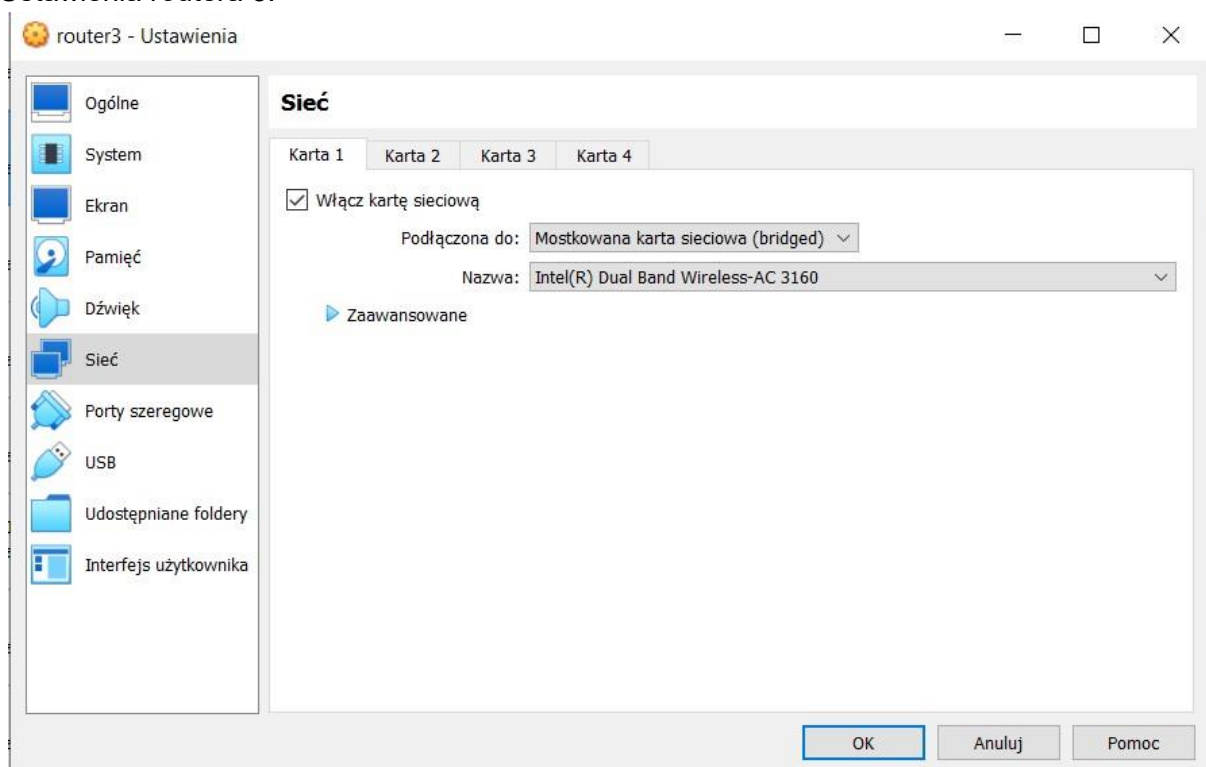 router3 - Ustawienia
Ogólne
System
Ekran
Pamięć
Dźwięk
Sieć
Porty szeregowe
USB
Udostępniane foldery
Interfejs użytkownika
Sieć
Karta 1 Karta 2 Karta 3 Karta 4
Włącz kartę sieciową
Podłączona do: Mostkowana karta sieciowa (bridged)
Nazwa: Intel(R) Dual Band Wireless-AC 3160
Zaawansowane
OK Anuluj Pomoc